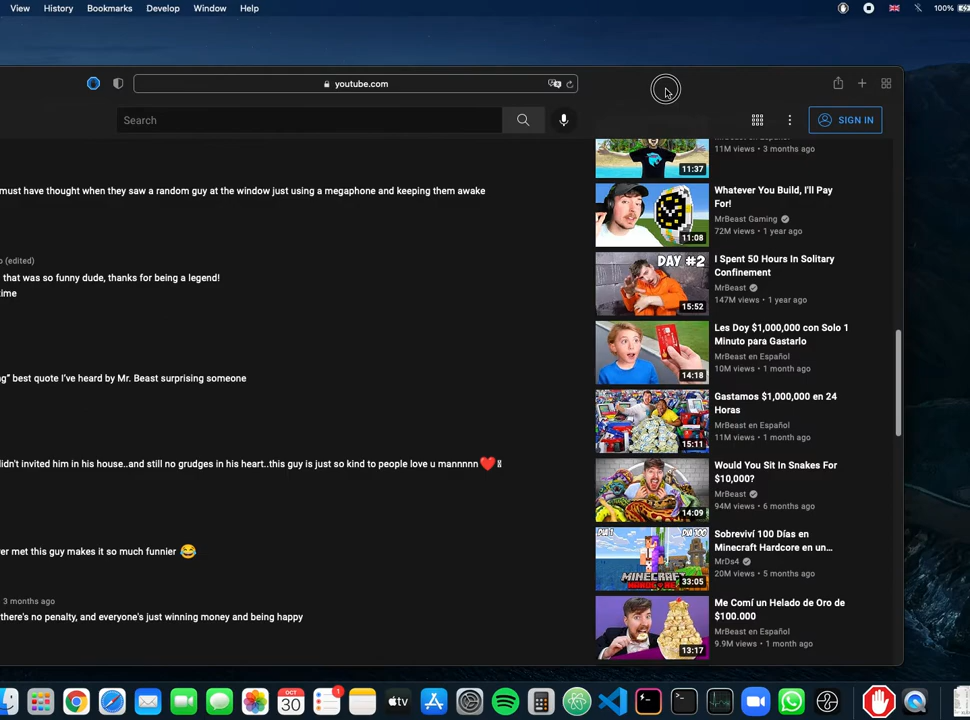 View History Bookmarks Develop Window Help 100%
youtube.com
Search SIGN IN
must have thought when they saw a random guy at the window just using a megaphone and keeping them awake
(edited)
that was so funny dude, thanks for being a legend!
ime
ng" best quote I've heard by Mr. Beast surprising someone
didn't invited him in his house..and still no grudges in his heart..this guy is just so kind to people love u mannnnn❤️
er met this guy makes it so much funnier 😂
3 months ago
there's no penalty, and everyone's just winning money and being happy
11M views • 3 months ago
11:37
Whatever You Build, I'll Pay
For!
MrBeast Gaming
72M views • 1 year ago
11:08
DAY #2
I Spent 50 Hours In Solitary
Confinement
MrBeast
147M views • 1 year ago
15:52
Les Doy $1,000,000 con Solo 1
Minuto para Gastarlo
MrBeast en Español
10M views • 1 month ago
14:18
Gastamos $1,000,000 en 24
Horas
MrBeast en Español
11M views • 1 month ago
15:11
Would You Sit In Snakes For
$10,000?
MrBeast
94M views • 6 months ago
14:09
Sobreviví 100 Días en
Minecraft Hardcore en un...
MrDs4
20M views • 5 months ago
MINECRAFT
33:05
Me Comí un Helado de Oro de
$100.000
MrBeast en Español
9.9M views • 1 month ago
13:17
OCT
30
1
tv